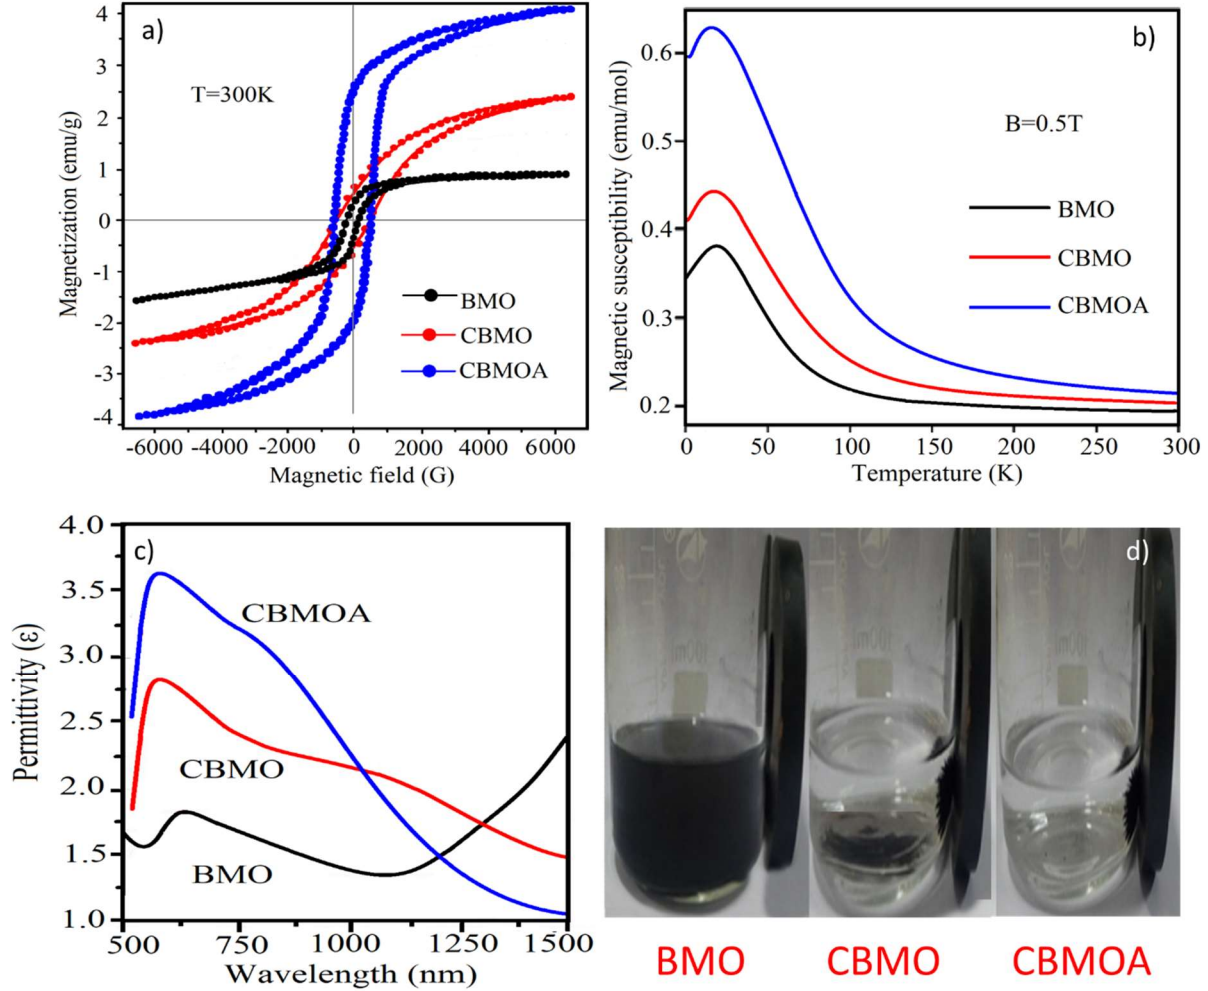 a)
T=300K
Magnetization (emu/g)
4
3
2
1
0
-1
-2
-3
-4
BMO
CBMO
CBMOA
-6000 -4000 -2000 0 2000 4000 6000
Magnetic field (G)
b)
B=0.5T
Magnetic susceptibility (emu/mol)
0.6
0.5
0.4
0.3
0.2
BMO
CBMO
CBMOA
0 50 100 150 200 250 300
Temperature (K)
c)
Permittivity (ε)
4.0
3.5
3.0
2.5
2.0
1.5
1.0
CBMOA
CBMO
BMO
500 750 1000 1250 1500
Wavelength (nm)
d)
100ml
BMO CBMO CBMOA